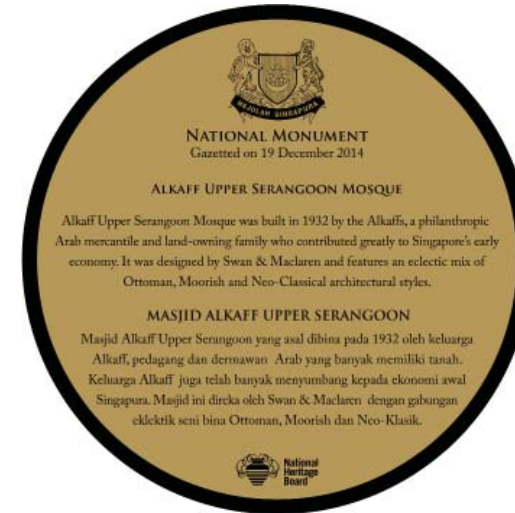 MAJULAH SINGAPURA
NATIONAL MONUMENT
Gazetted on 19 December 2014
ALKAFF UPPER SERANGOON MOSQUE
Alkaff Upper Serangoon Mosque was built in 1932 by the Alkaffs, a philanthropic
Arab mercantile and land-owning family who contributed greatly to Singapore's early
economy. It was designed by Swan & Maclaren and features an eclectic mix of
Ottoman, Moorish and Neo-Classical architectural styles.
MASJID ALKAFF UPPER SERANGOON
Masjid Alkaff Upper Serangoon yang asal dibina pada 1932 oleh keluarga
Alkaff, pedagang dan dermawan Arab yang banyak memiliki tanah.
Keluarga Alkaff juga telah banyak menyumbang kepada ekonomi awal
Singapura. Masjid ini direka oleh Swan & Maclaren dengan gabungan
eklektik seni bina Ottoman, Moorish dan Neo-Klasik.
National
Heritage
Board